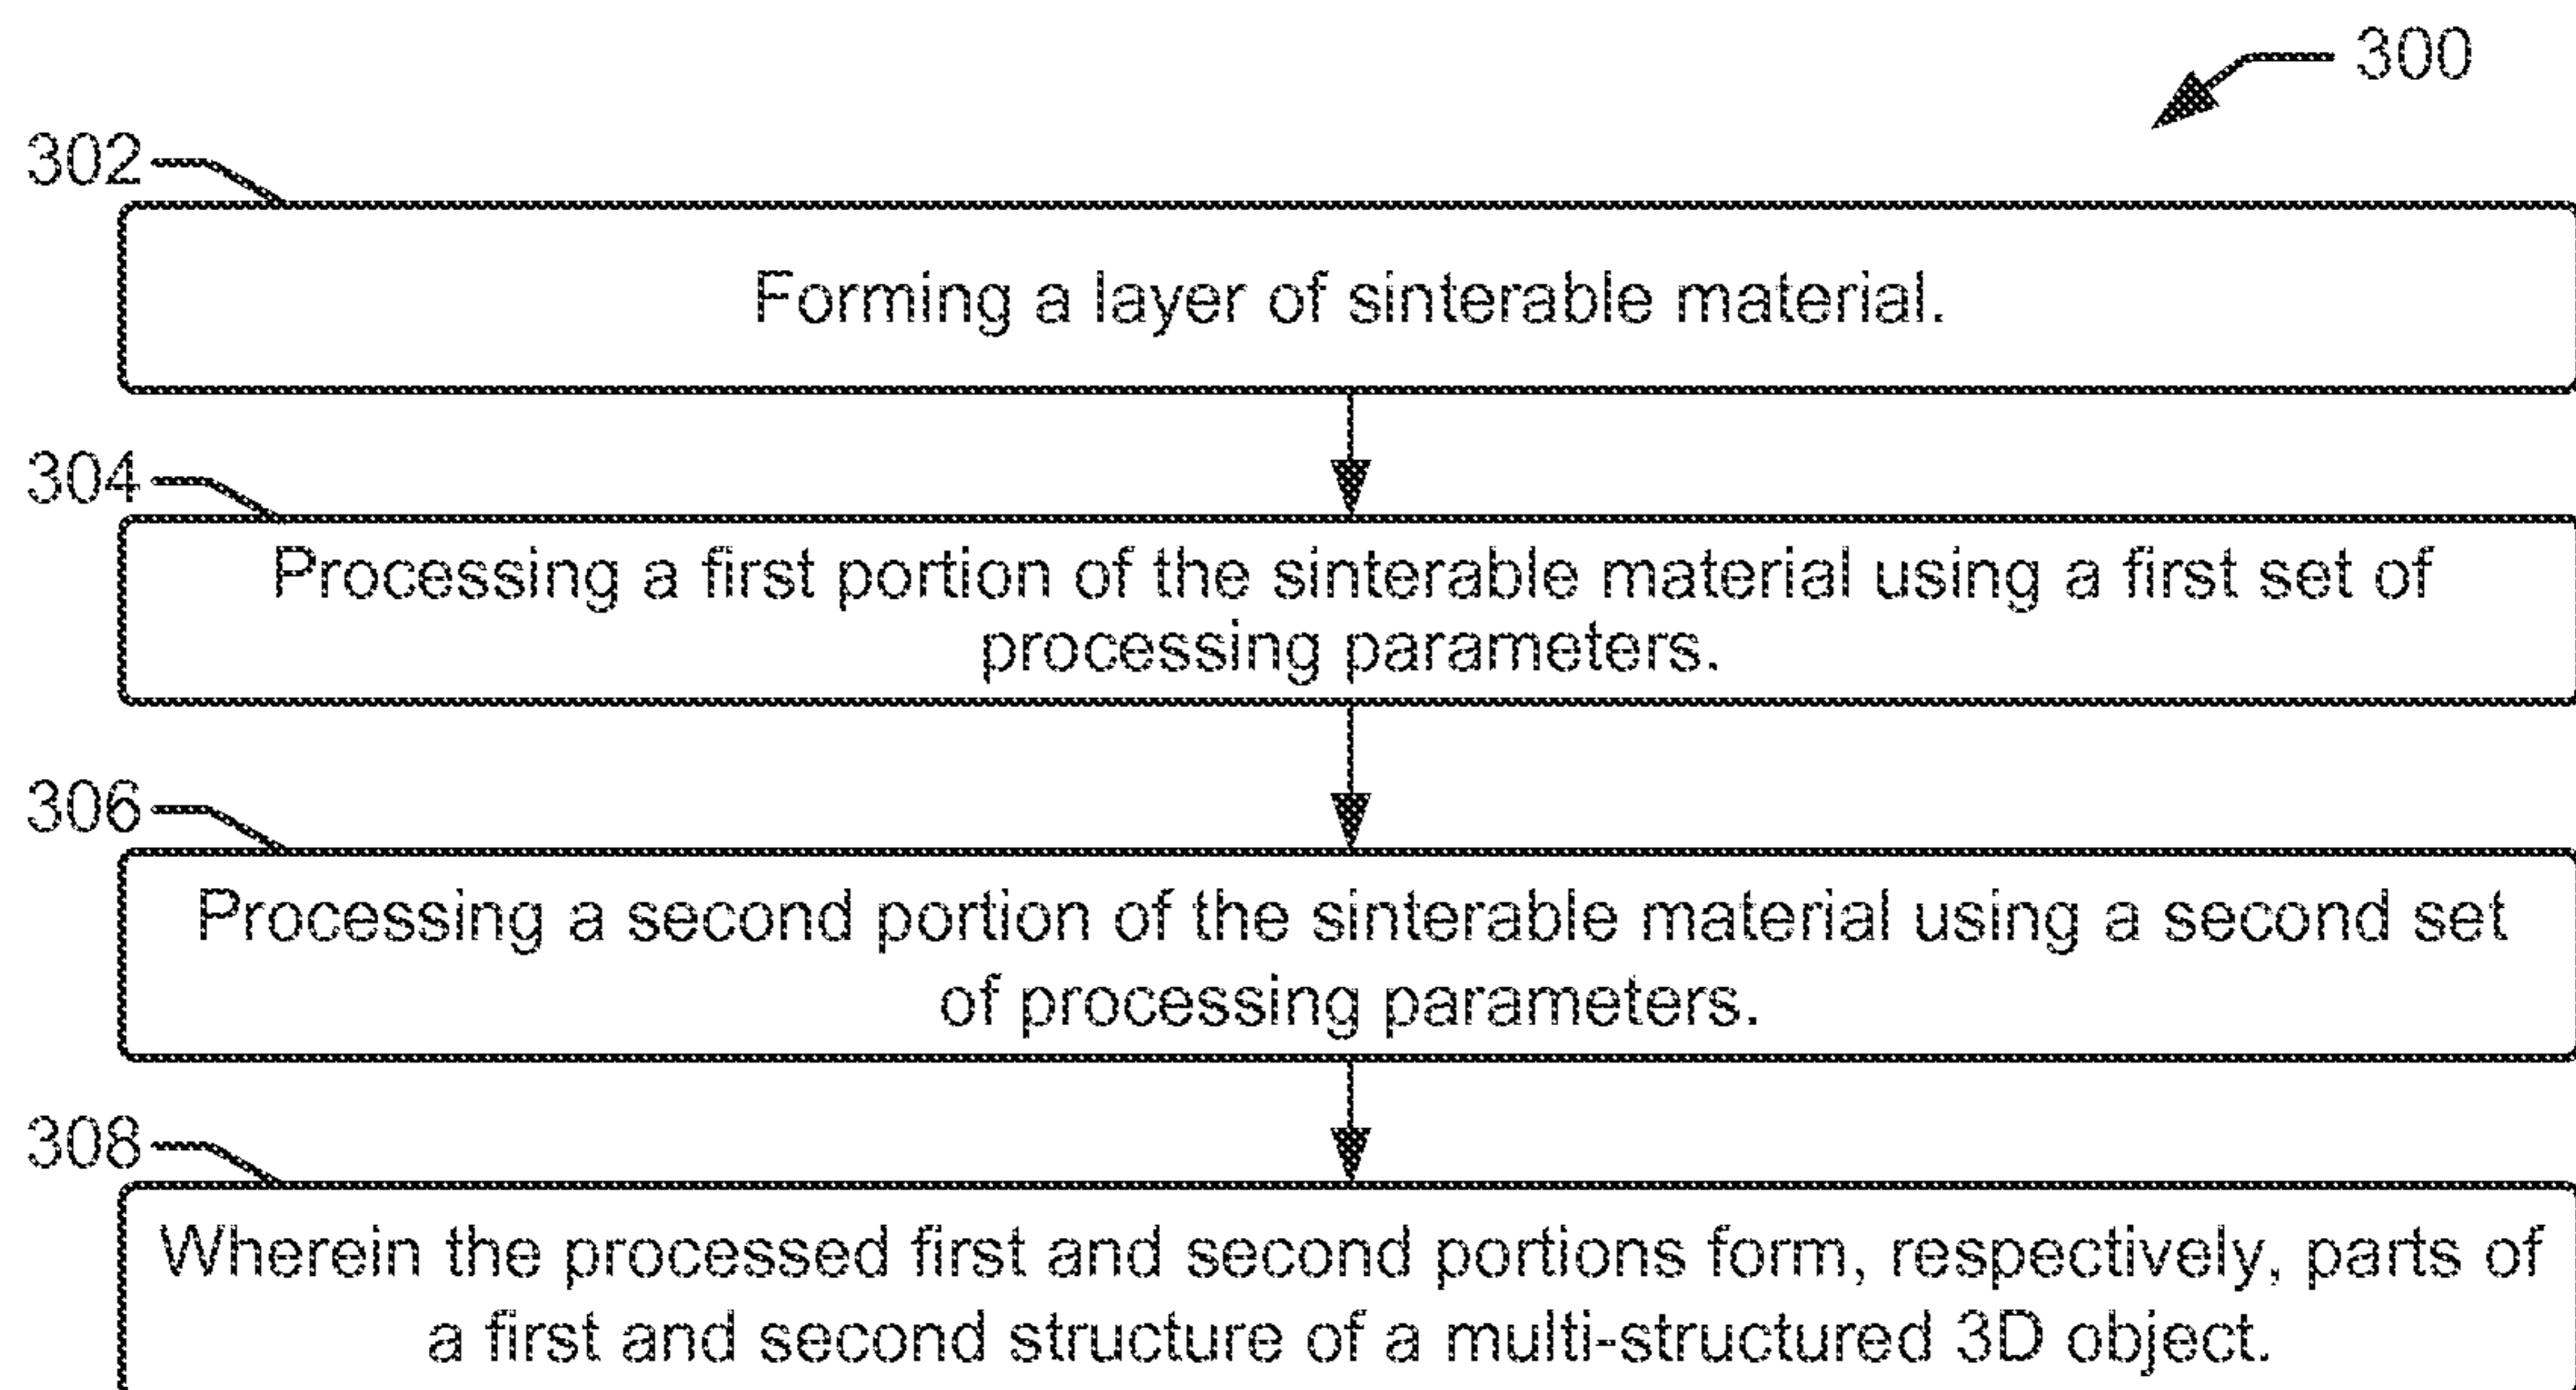 300
302
Forming a layer of sinterable material.
304
Processing a first portion of the sinterable material using a first set of
processing parameters.
306
Processing a second portion of the sinterable material using a second set
of processing parameters.
308
Wherein the processed first and second portions form, respectively, parts of
a first and second structure of a multi-structured 3D object.